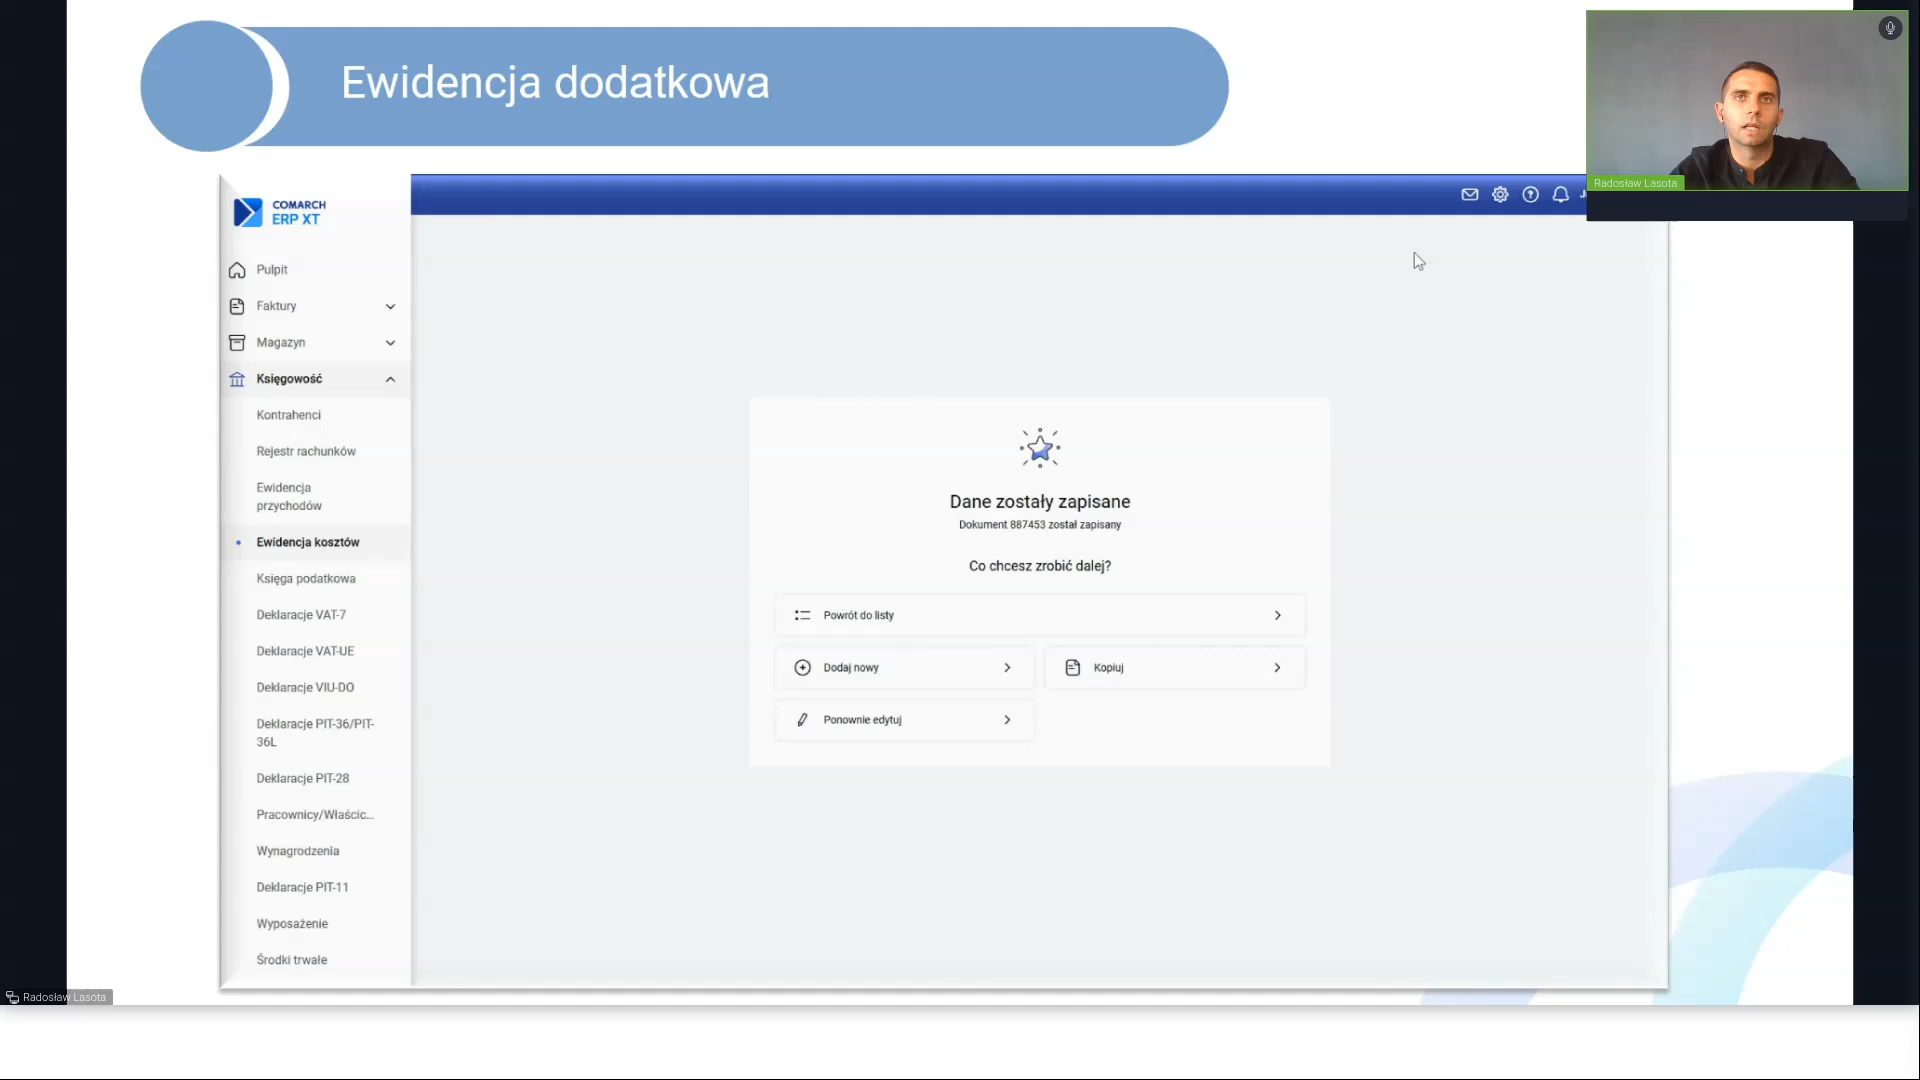 Ewidencja dodatkowa
Radosław Lasota
COMARCH
ERP XT
Pulpit
Faktury
Magazyn
Księgowość
Kontrahenci
Rejestr rachunków
Ewidencja
przychodów
Ewidencja kosztów
Księga podatkowa
Deklaracje VAT-7
Deklaracje VAT-UE
Deklaracje VIU-DO
Deklaracje PIT-36/PIT-
36L
Deklaracje PIT-28
Pracownicy/Właścic...
Wynagrodzenia
Deklaracje PIT-11
Wyposażenie
Środki trwałe
Dane zostały zapisane
Dokument 887453 został zapisany
Co chcesz zrobić dalej?
Powrót do listy
Dodaj nowy
Kopiuj
Ponownie edytuj
Radosław Lasota